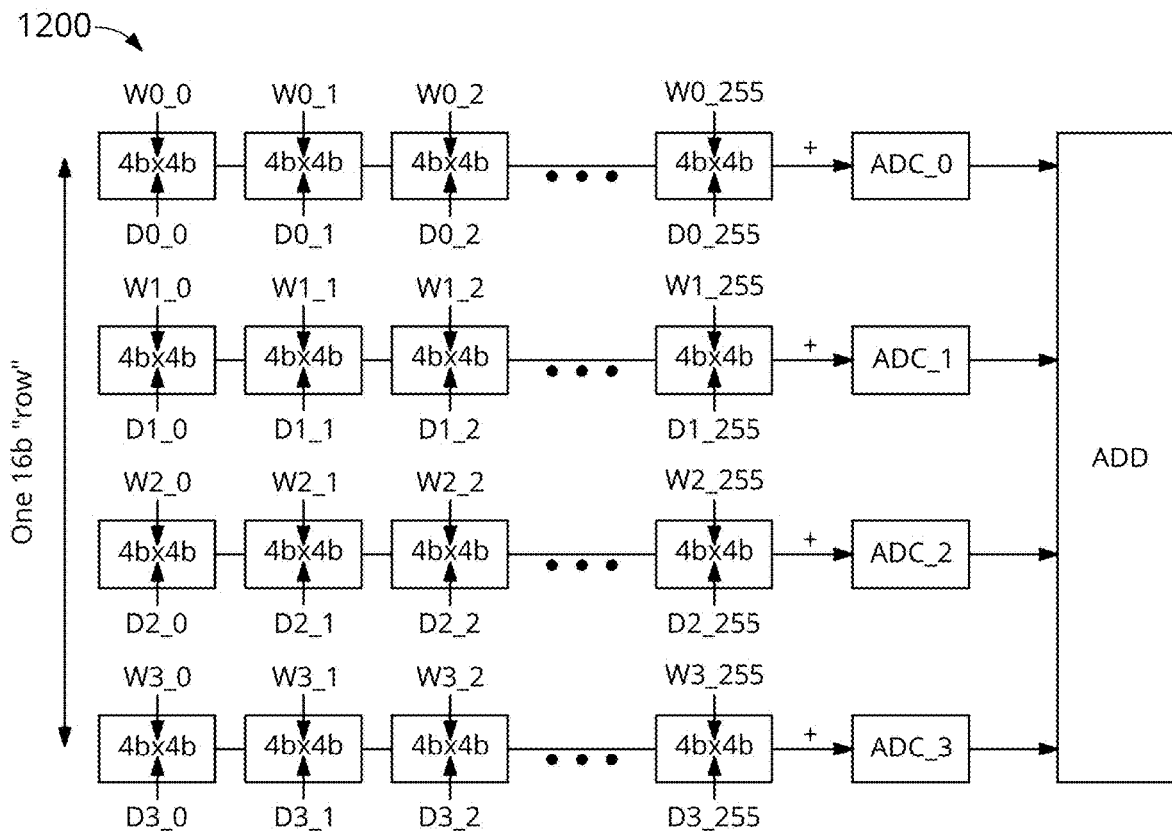 1200
W0_0 W0_1 W0_2 W0_255
4bx4b 4bx4b 4bx4b 4bx4b + ADC_0
D0_0 D0_1 D0_2 D0_255
W1_0 W1_1 W1_2 W1_255
4bx4b 4bx4b 4bx4b 4bx4b + ADC_1
D1_0 D1_1 D1_2 D1_255
One 16b "row"
ADD
W2_0 W2_1 W2_2 W2_255
4bx4b 4bx4b 4bx4b 4bx4b + ADC_2
D2_0 D2_1 D2_2 D2_255
W3_0 W3_1 W3_2 W3_255
4bx4b 4bx4b 4bx4b 4bx4b + ADC_3
D3_0 D3_1 D3_2 D3_255